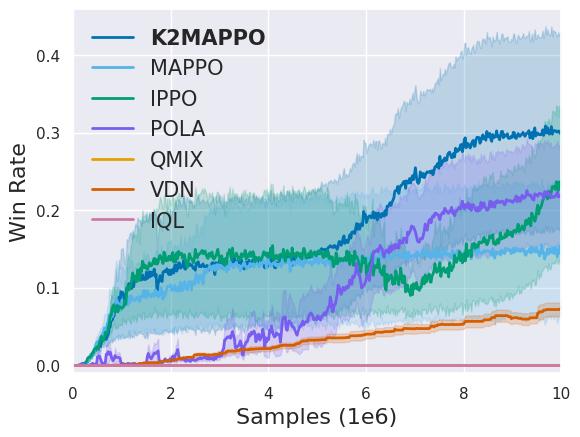 K2MAPPO
MAPPO
IPPO
POLA
QMIX
VDN
IQL
Win Rate
0.4
0.3
0.2
0.1
0.0
0 2 4 6 8 10
Samples (1e6)